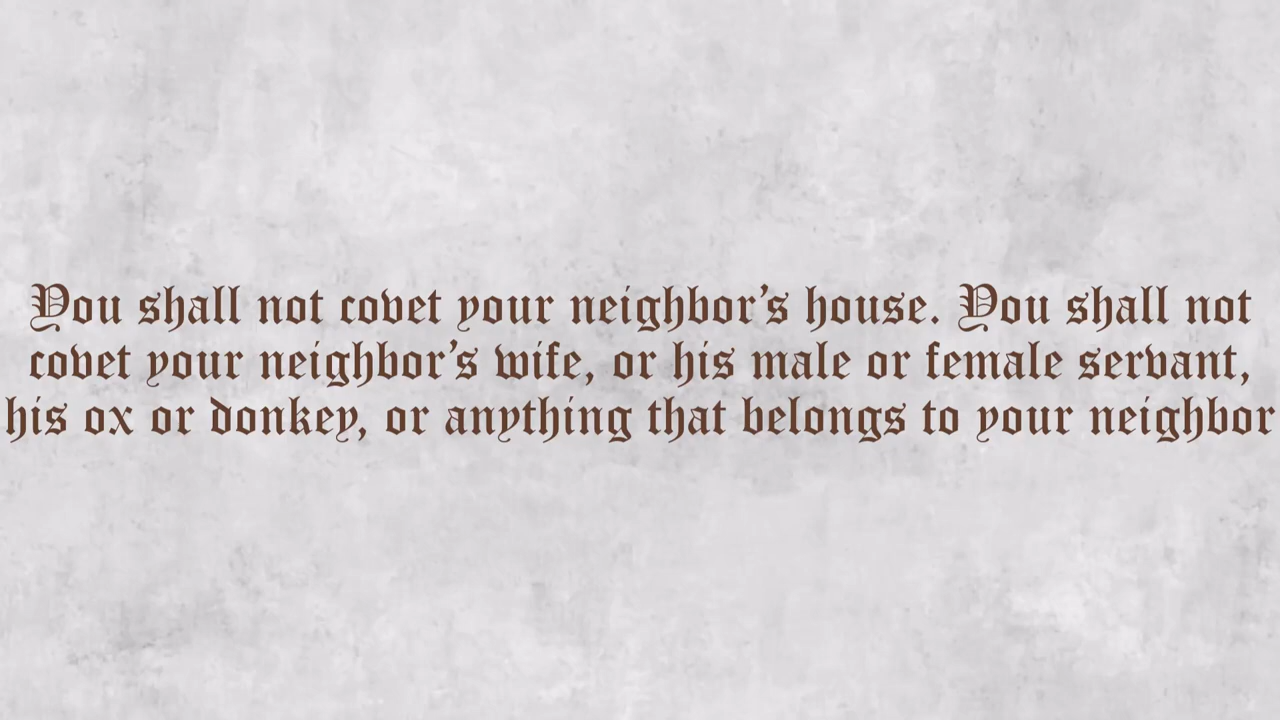 You shall not covet your neighbor's house. You shall not
covet your neighbor's wife, or his male or female servant,
his ox or donkey, or anything that belongs to your neighbor